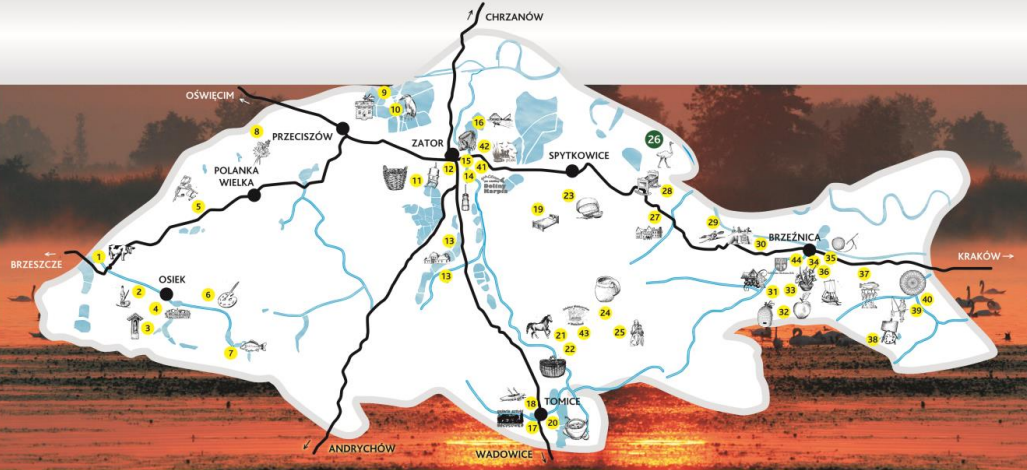 CHRZANÓW
OŚWIĘCIM
9
10
8
PRZECISZÓW
16
ZATOR
42
26
15
41
SPYTKOWICE
12
14
11
Doliny
Karpia
POLANKA
WIELKA
28
23
5
19
27
29
13
30
BRZEŹNICA
1
44
34
35
KRAKÓW
BRZESZCZE
13
36
37
OSIEK
2
6
31
33
40
4
24
32
39
3
21
43
25
38
7
22
18
TOMICE
17
20
ANDRYCHÓW
WADOWICE